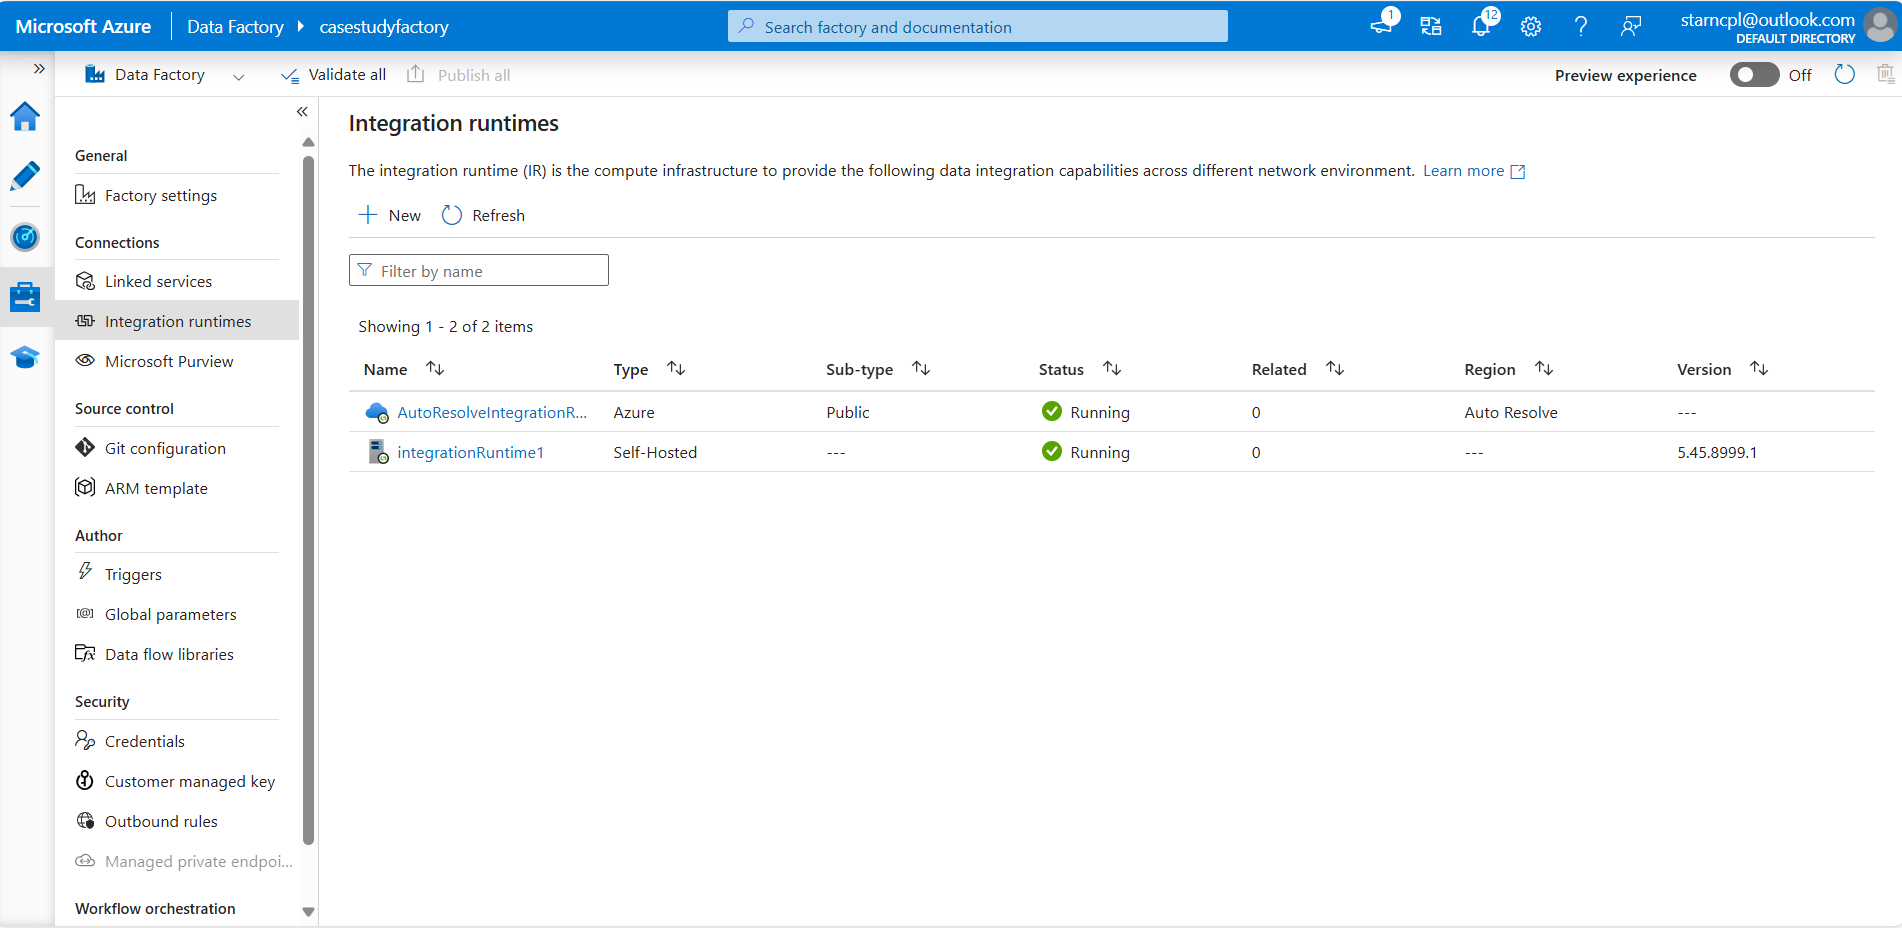 Microsoft Azure Data Factory casestudyfactory Search factory and documentation 1 12 starncpl@outlook.com
DEFAULT DIRECTORY
Data Factory Validate all Publish all Preview experience Off
General
Factory settings
Connections
Linked services
Integration runtimes
Microsoft Purview
Source control
Git configuration
ARM template
Author
Triggers
Global parameters
Data flow libraries
Security
Credentials
Customer managed key
Outbound rules
Managed private endpoi...
Workflow orchestration
Integration runtimes
The integration runtime (IR) is the compute infrastructure to provide the following data integration capabilities across different network environment. Learn more
New Refresh
Filter by name
Showing 1 - 2 of 2 items
Name Type Sub-type Status Related Region Version
AutoResolveIntegrationR... Azure Public Running 0 Auto Resolve ---
integrationRuntime1 Self-Hosted --- Running 0 --- 5.45.8999.1